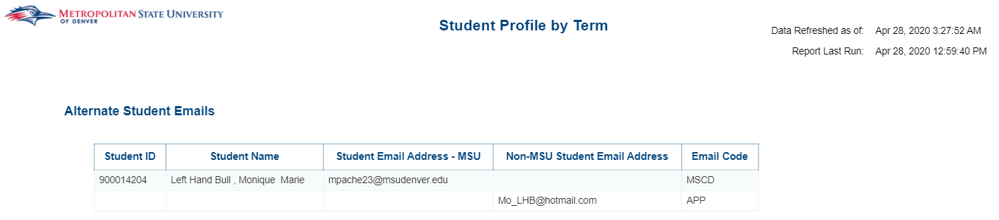 METROPOLITAN STATE UNIVERSITY
OF DENVER
Student Profile by Term
Data Refreshed as of: Apr 28, 2020 3:27:52 AM
Report Last Run: Apr 28, 2020 12:59:40 PM
Alternate Student Emails
Student ID Student Name Student Email Address - MSU Non-MSU Student Email Address Email Code
900014204 Left Hand Bull , Monique Marie mpache23@msudenver.edu MSCD
Mo_LHB@hotmail.com APP